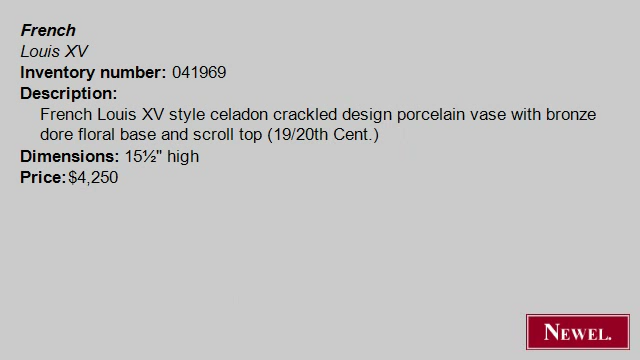 French
Louis XV
Inventory number: 041969
Description:
French Louis XV style celadon crackled design porcelain vase with bronze
dore floral base and scroll top (19/20th Cent.)
Dimensions: 15½" high
Price:$4,250
NEWEL.